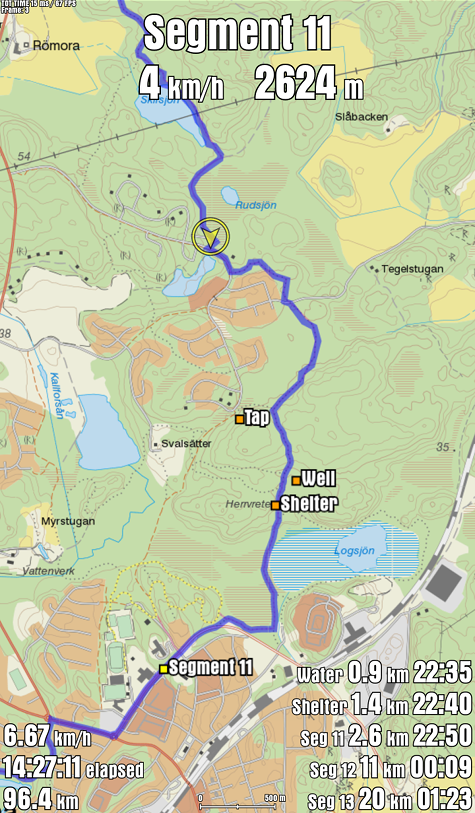 TOT TIME 15 ms / 67 FPS
Frame: 3
Segment 11
4 km/h 2624 m
Römora
Skillsjön
Slåbacken
54
(K)
(K)
(K)
Rudsjön
(K)
(K)
Tegelstugan
38
Kallforsån
Tap
Svalsätter
35
Well
Herrvreten
Shelter
Myrstugan
Logsjön
Vattenverk
Segment 11
Water 0.9 km 22:35
Shelter 1.4 km 22:40
6.67 km/h
Seg 11 2.6 km 22:50
14:27:11 elapsed
Seg 12 11 km 00:09
96.4 km
0 500 m
Seg 13 20 km 01:23